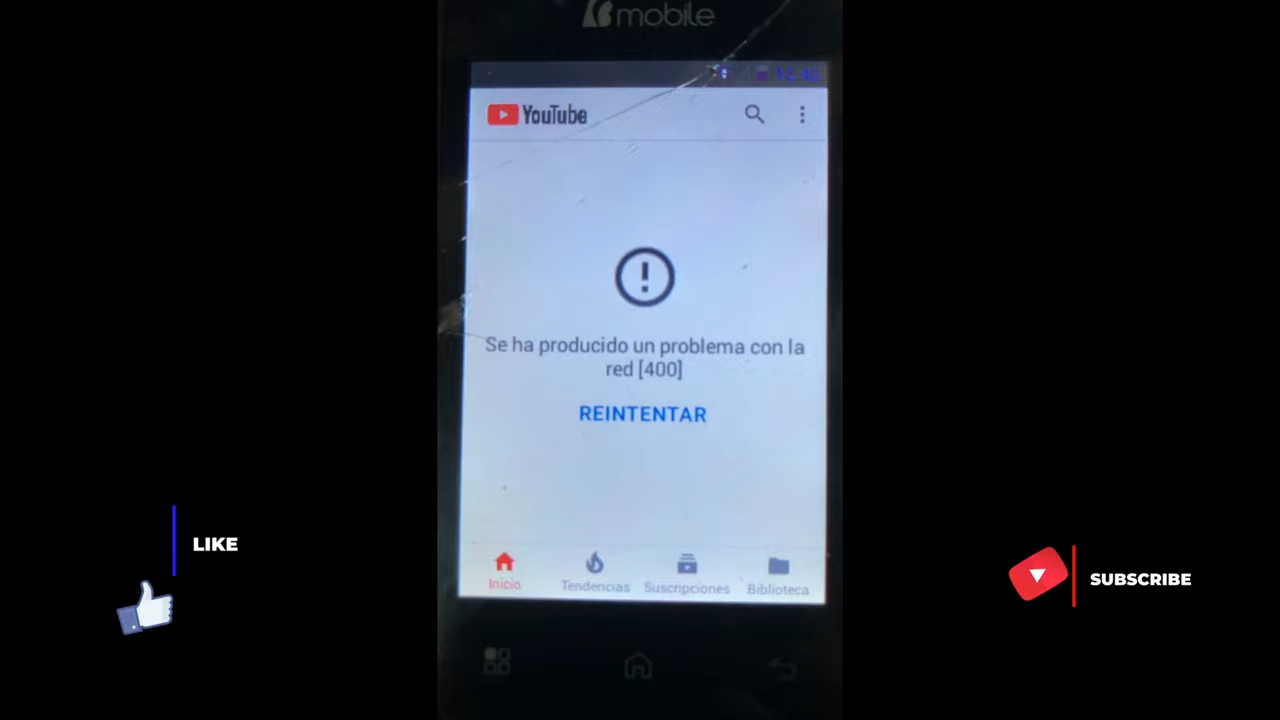 mobile
YouTube
Se ha producido un problema con la
red [400]
REINTENTAR
Inicio
Tendencias
Suscripciones
Biblioteca
LIKE
SUBSCRIBE